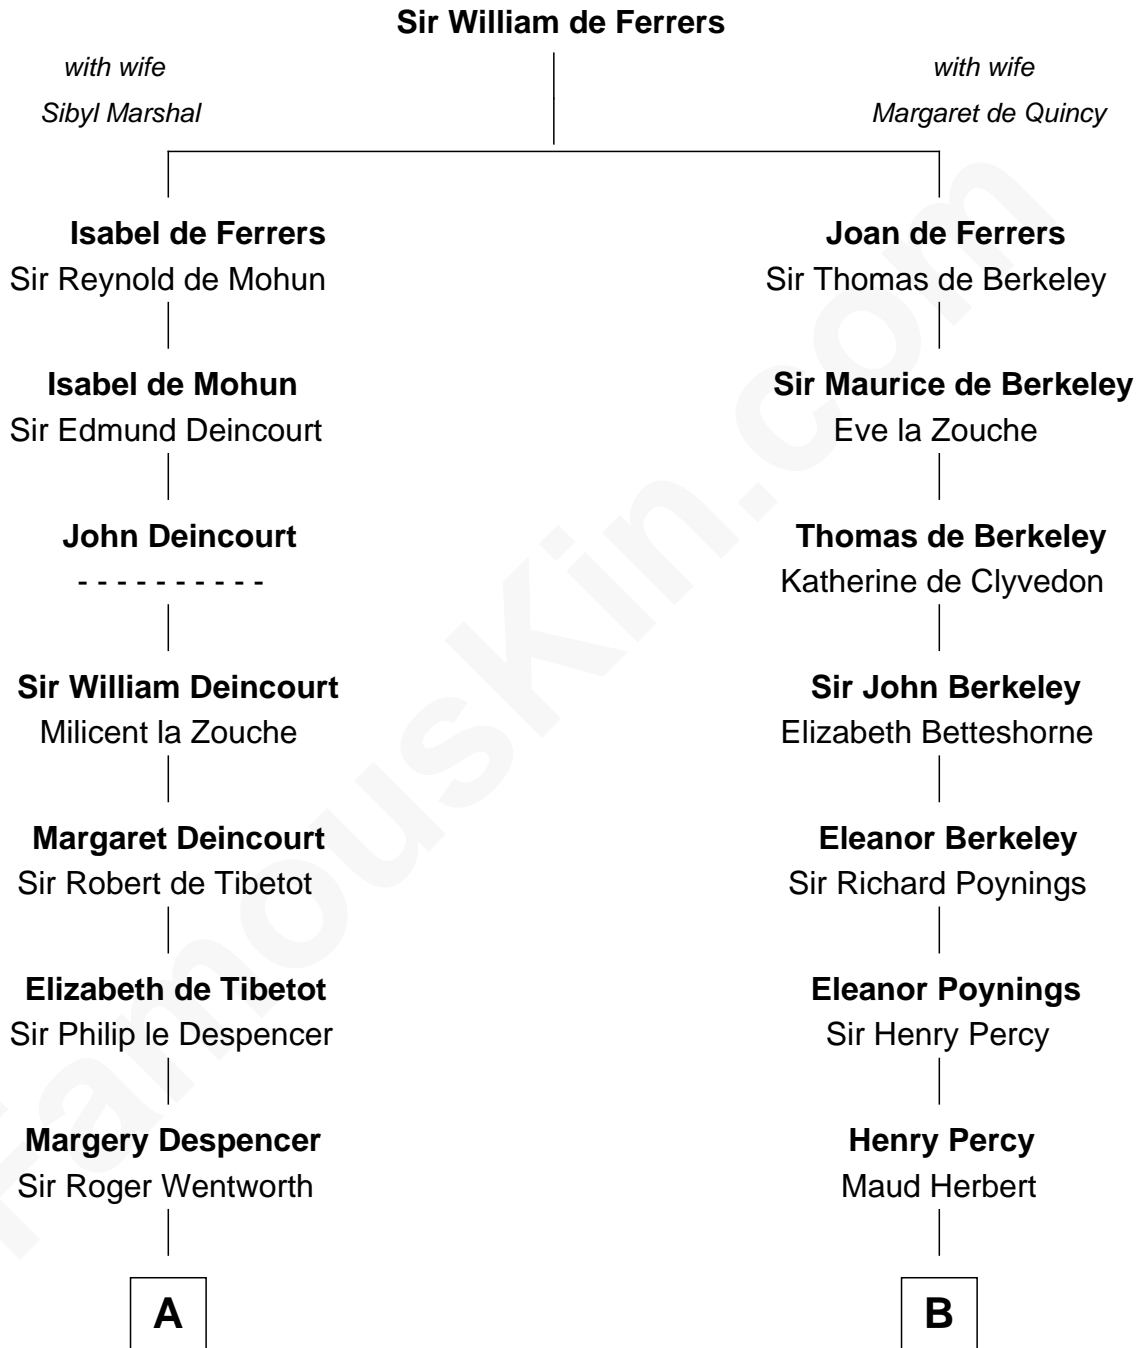 Sir William de Ferrers
with wife
Sibyl Marshal
with wife
Margaret de Quincy
Isabel de Ferrers
Sir Reynold de Mohun
Joan de Ferrers
Sir Thomas de Berkeley
Isabel de Mohun
Sir Edmund Deincourt
Sir Maurice de Berkeley
Eve la Zouche
John Deincourt
- - - - - - - - - -
Thomas de Berkeley
Katherine de Clyvedon
Sir William Deincourt
Milicent la Zouche
Sir John Berkeley
Elizabeth Betteshorne
Margaret Deincourt
Sir Robert de Tibetot
Eleanor Berkeley
Sir Richard Poynings
Elizabeth de Tibetot
Sir Philip le Despencer
Eleanor Poynings
Sir Henry Percy
Margery Despencer
Sir Roger Wentworth
Henry Percy
Maud Herbert
A
B
FamousKin.com